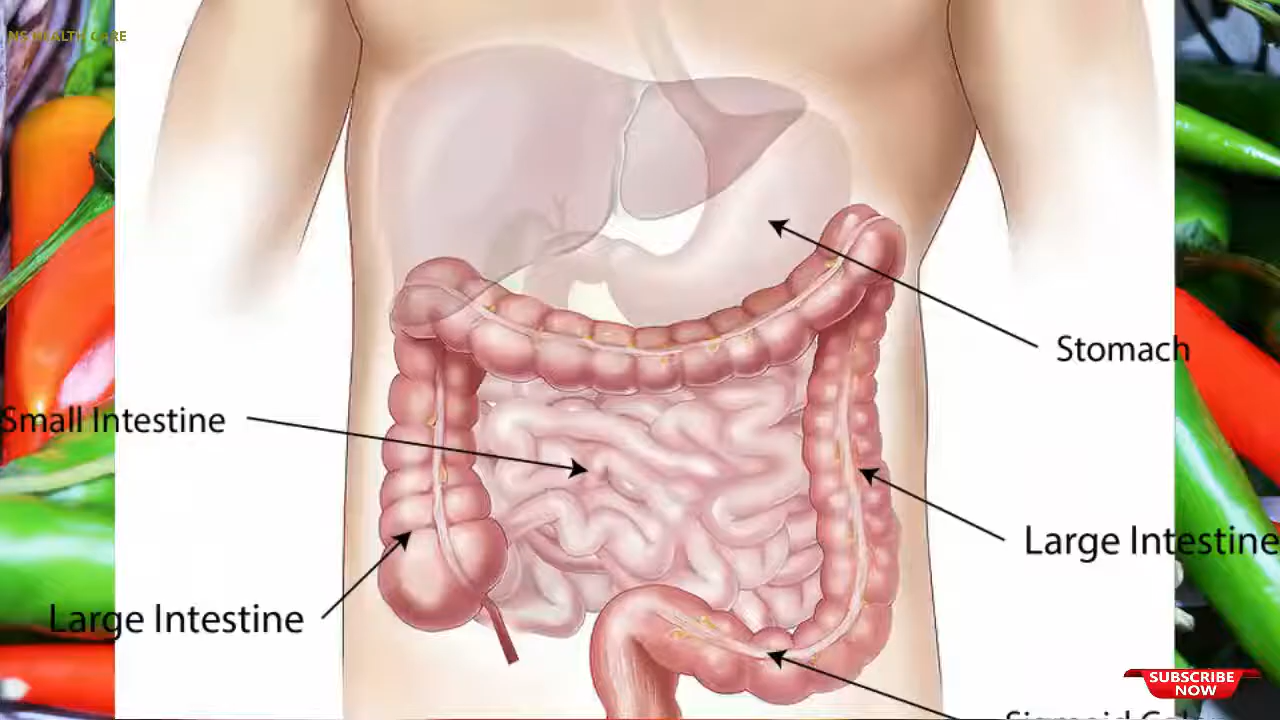 NS HEALTH CARE
Stomach
Small Intestine
Large Intestine
Large Intestine
SUBSCRIBE
NOW